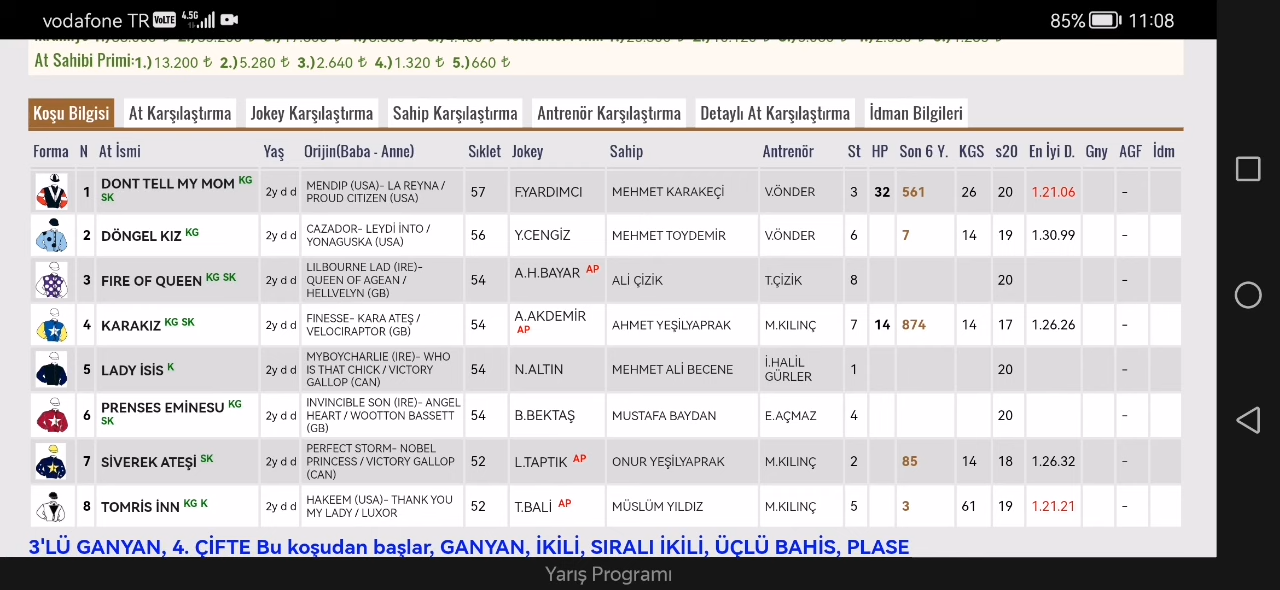 vodafone TR VoLTE 4.5G 85% 11:08
At Sahibi Primi:1.)13.200 ₺ 2.)5.280 ₺ 3.)2.640 ₺ 4.)1.320 ₺ 5.)660 ₺
Koşu Bilgisi At Karşılaştırma Jokey Karşılaştırma Sahip Karşılaştırma Antrenör Karşılaştırma Detaylı At Karşılaştırma İdman Bilgileri
Forma N At İsmi Yaş Orijin(Baba - Anne) Sıklet Jokey Sahip Antrenör St HP Son 6 Y. KGS s20 En İyi D. Gny AGF İdm
1 DONT TELL MY MOM KG SK 2y d d MENDIP (USA)- LA REYNA / PROUD CITIZEN (USA) 57 F.YARDIMCI MEHMET KARAKEÇİ V.ÖNDER 3 32 561 26 20 1.21.06 -
2 DÖNGEL KIZ KG 2y d d CAZADOR- LEYDİ İNTO / YONAGUSKA (USA) 56 Y.CENGİZ MEHMET TOYDEMİR V.ÖNDER 6 7 14 19 1.30.99 -
3 FIRE OF QUEEN KG SK 2y d d LILBOURNE LAD (IRE)- QUEEN OF AGEAN / HELLVELYN (GB) 54 A.H.BAYAR AP ALİ ÇİZİK T.ÇİZİK 8 20 -
4 KARAKIZ KG SK 2y d d FINESSE- KARA ATEŞ / VELOCIRAPTOR (GB) 54 A.AKDEMİR AP AHMET YEŞİLYAPRAK M.KILINÇ 7 14 874 14 17 1.26.26 -
5 LADY İSİS K 2y d d MYBOYCHARLIE (IRE)- WHO IS THAT CHICK / VICTORY GALLOP (CAN) 54 N.ALTIN MEHMET ALİ BECENE İ.HALİL GÜRLER 1 20 -
6 PRENSES EMİNESU KG SK 2y d d INVINCIBLE SON (IRE)- ANGEL HEART / WOOTTON BASSETT (GB) 54 B.BEKTAŞ MUSTAFA BAYDAN E.AÇMAZ 4 20 -
7 SİVEREK ATEŞİ SK 2y d d PERFECT STORM- NOBEL PRINCESS / VICTORY GALLOP (CAN) 52 L.TAPTIK AP ONUR YEŞİLYAPRAK M.KILINÇ 2 85 14 18 1.26.32 -
8 TOMRİS İNN KG K 2y d d HAKEEM (USA)- THANK YOU MY LADY / LUXOR 52 T.BALİ AP MÜSLÜM YILDIZ M.KILINÇ 5 3 61 19 1.21.21 -
3'LÜ GANYAN, 4. ÇİFTE Bu koşudan başlar, GANYAN, İKİLİ, SIRALI İKİLİ, ÜÇLÜ BAHİS, PLASE
Yarış Programı